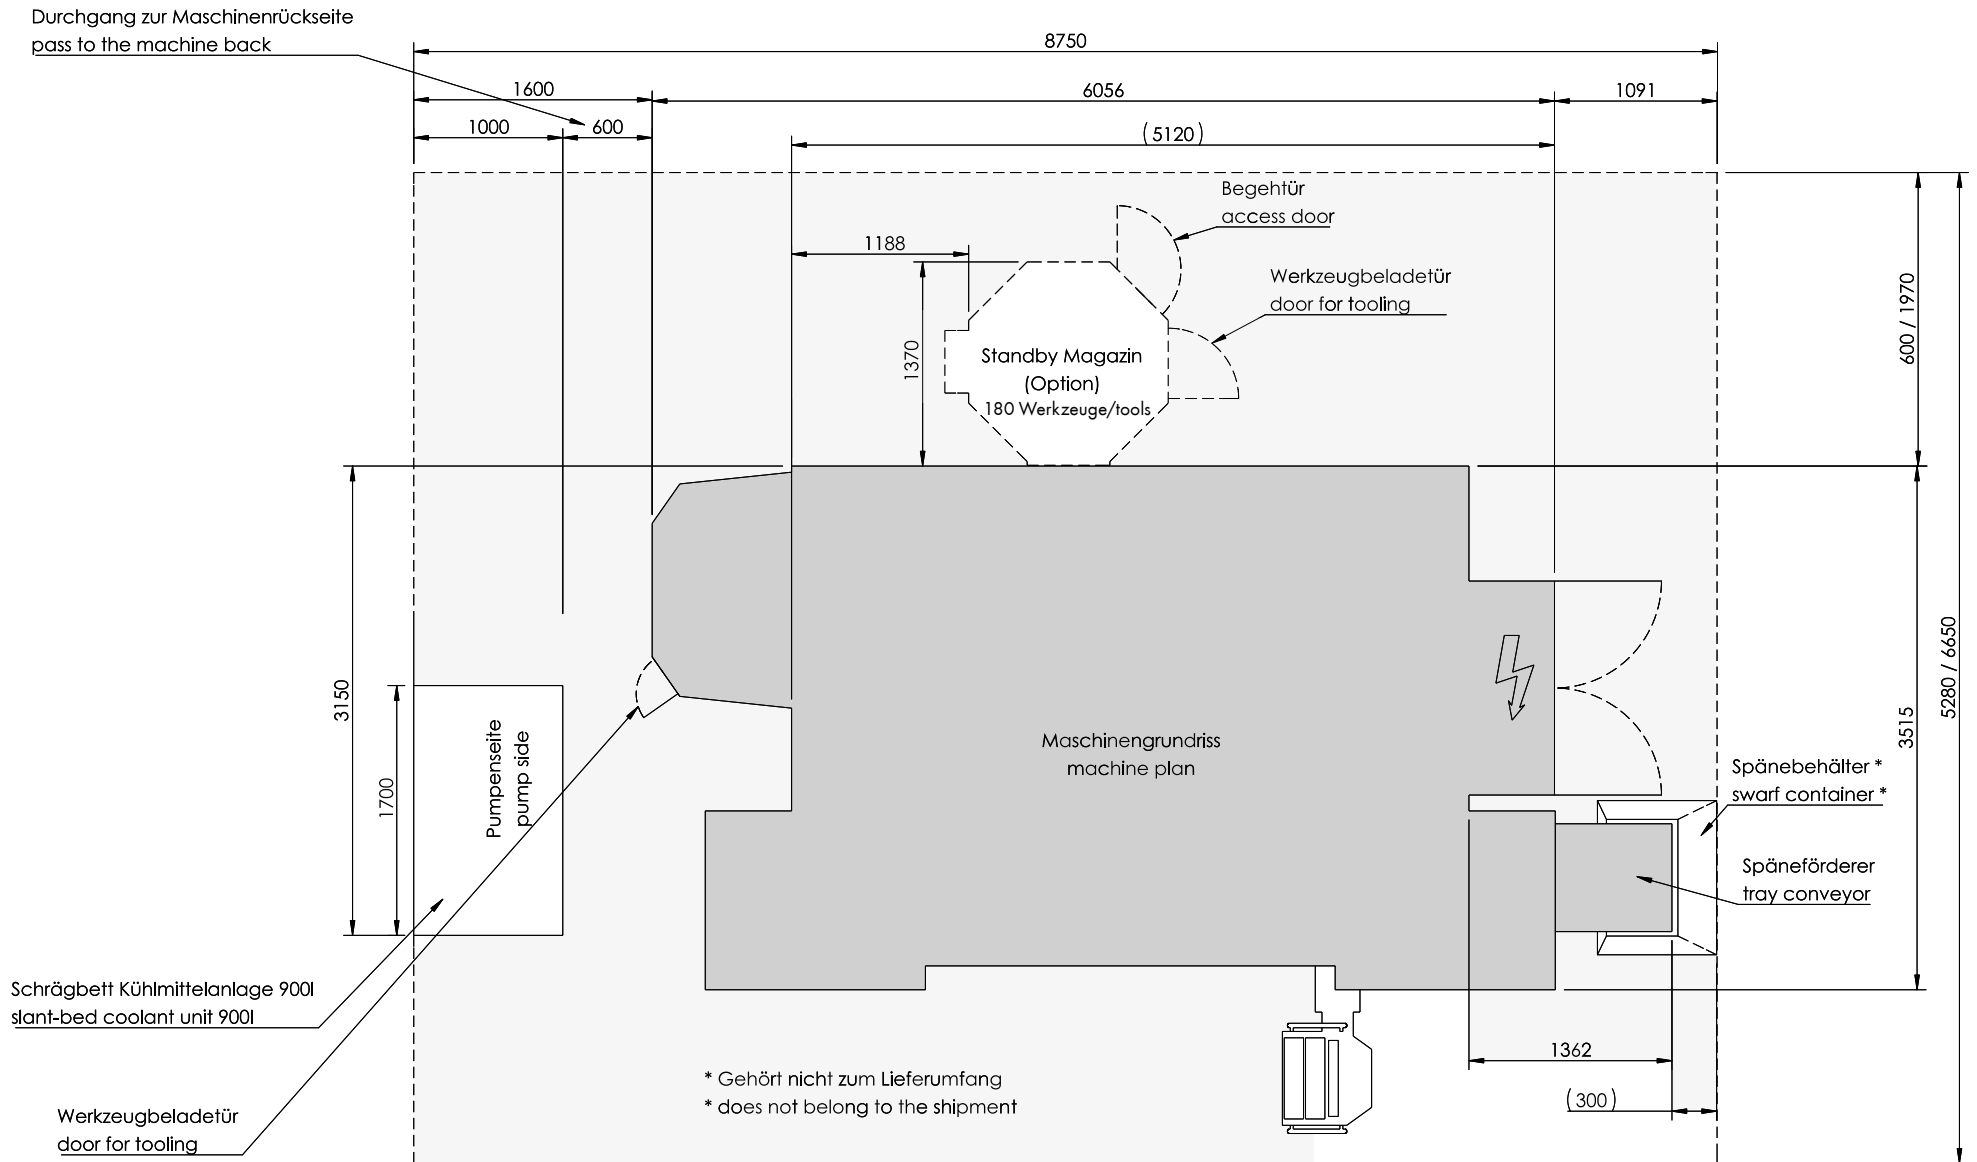 Durchgang zur Maschinenrückseite
pass to the machine back
8750
1600
6056
1091
1000
600
(5120)
Begehtür
access door
1188
Werkzeugbeladetür
door for tooling
600 / 1970
1370
Standby Magazin
(Option)
180 Werkzeuge/tools
5280 / 6650
3150
3515
Maschinengrundriss
machine plan
Pumpenseite
pump side
1700
Spänebehälter *
swarf container *
Späneförderer
tray conveyor
Schrägbett Kühlmittelanlage 900l
slant-bed coolant unit 900l
1362
* Gehört nicht zum Lieferumfang
* does not belong to the shipment
(300)
Werkzeugbeladetür
door for tooling